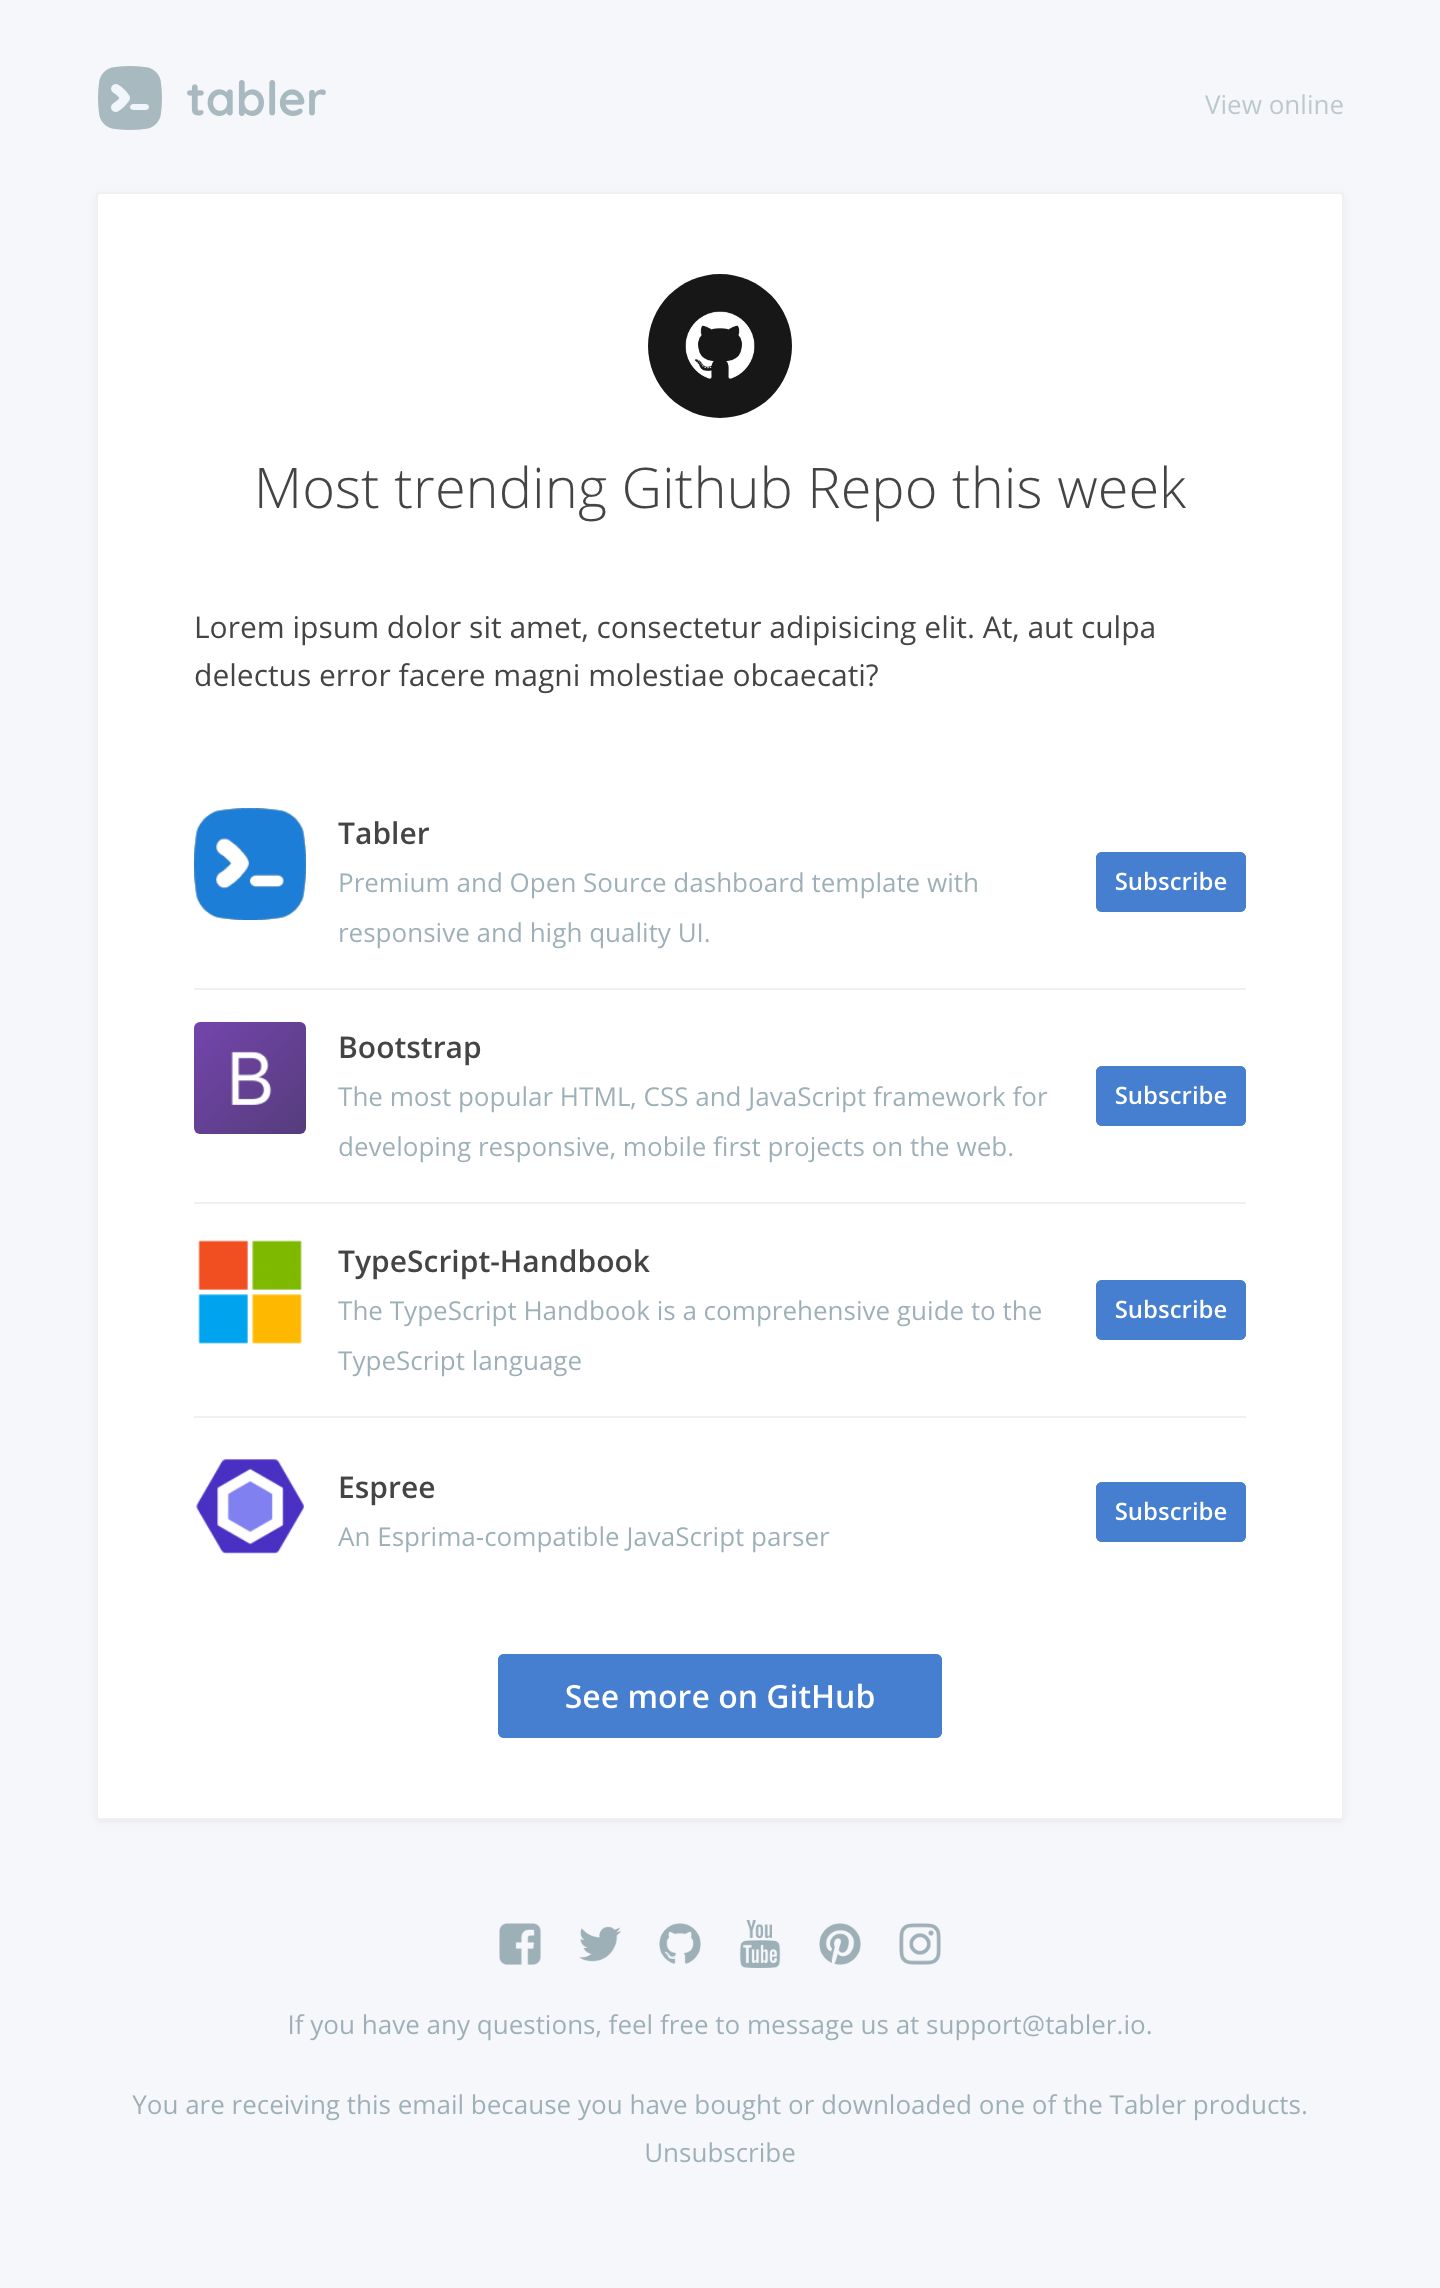 tabler
View online
Most trending Github Repo this week
Lorem ipsum dolor sit amet, consectetur adipisicing elit. At, aut culpa
delectus error facere magni molestiae obcaecati?
Tabler
Premium and Open Source dashboard template with
responsive and high quality UI.
Subscribe
B
Bootstrap
The most popular HTML, CSS and JavaScript framework for
developing responsive, mobile first projects on the web.
Subscribe
TypeScript-Handbook
The TypeScript Handbook is a comprehensive guide to the
TypeScript language
Subscribe
Espree
An Esprima-compatible JavaScript parser
Subscribe
See more on GitHub
You
Tube
If you have any questions, feel free to message us at support@tabler.io.
You are receiving this email because you have bought or downloaded one of the Tabler products.
Unsubscribe